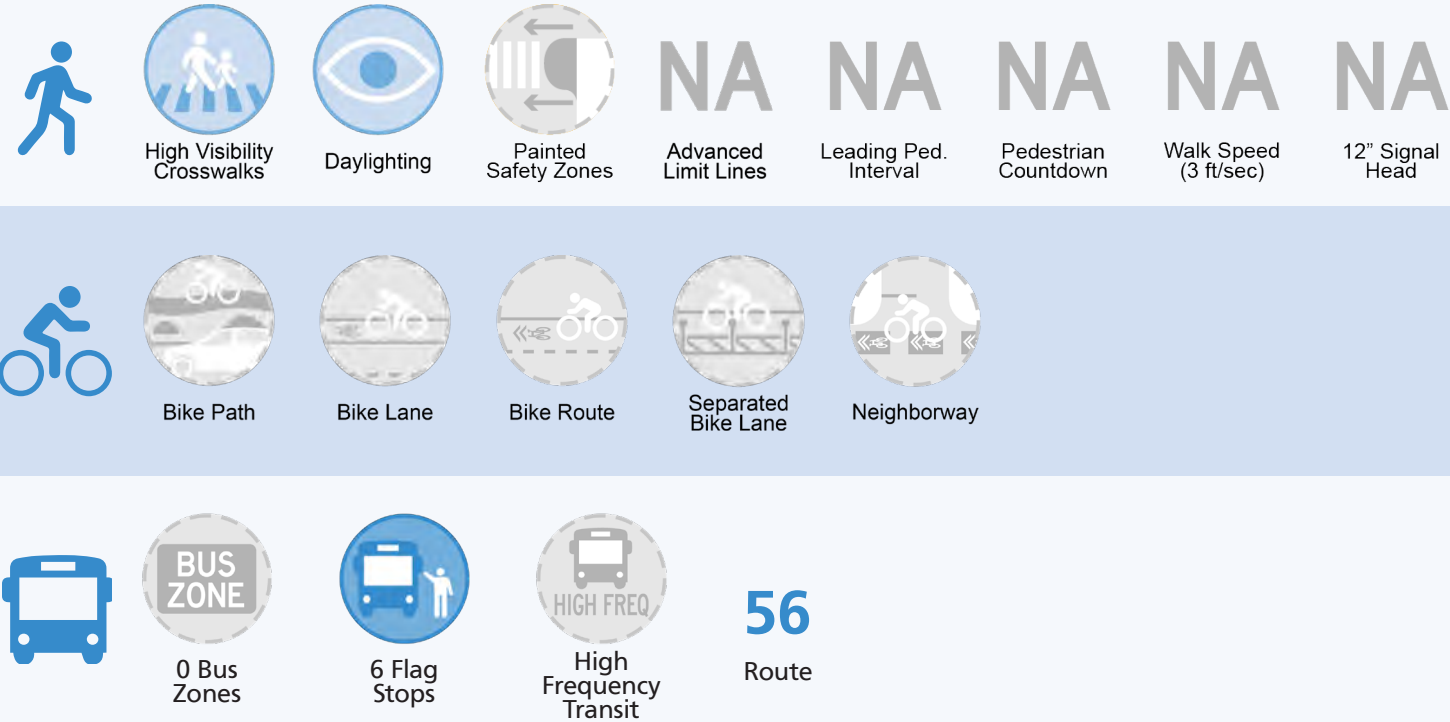 NA NA NA NA NA
High Visibility
Crosswalks
Daylighting
Painted
Safety Zones
Advanced
Limit Lines
Leading Ped.
Interval
Pedestrian
Countdown
Walk Speed
(3 ft/sec)
12” Signal
Head
Bike Path
Bike Lane
Bike Route
Separated
Bike Lane
Neighborway
BUS
ZONE
0 Bus
Zones
6 Flag
Stops
HIGH FREQ
High
Frequency
Transit
56
Route